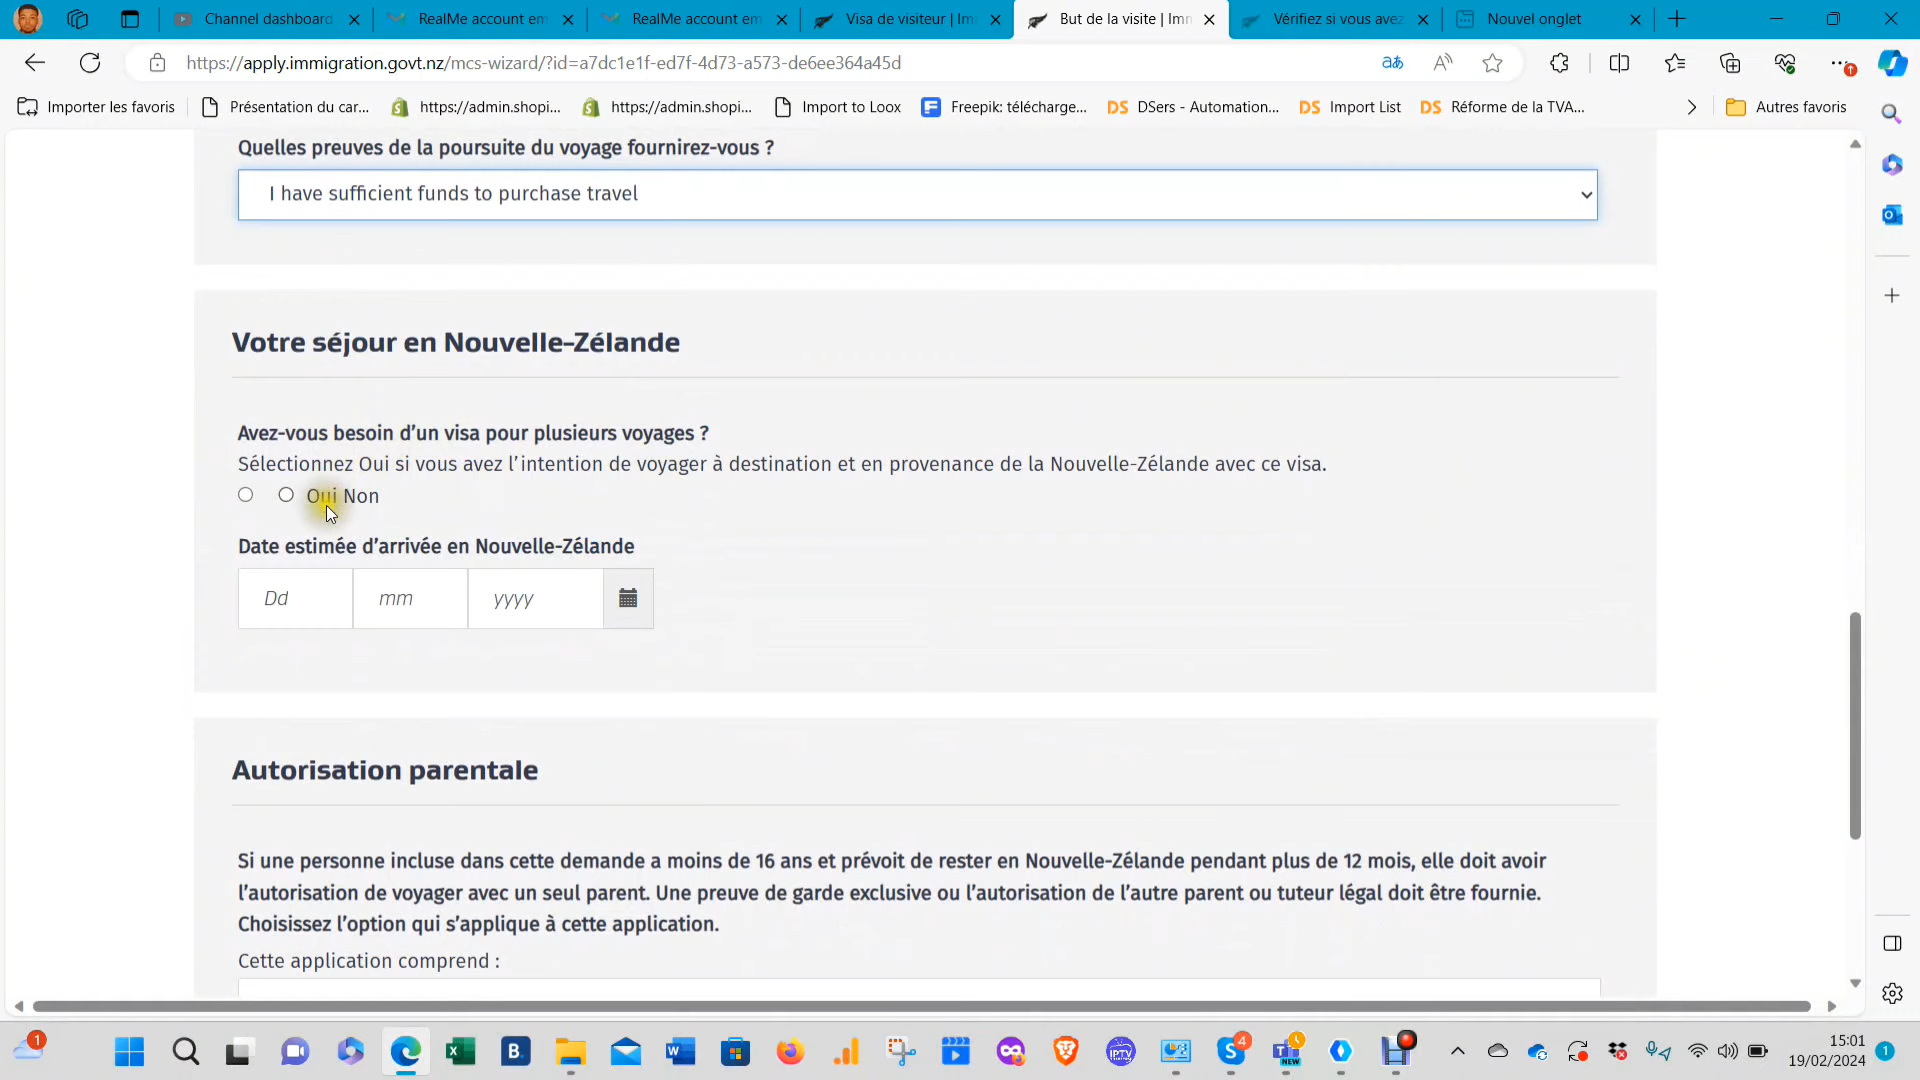 Channel dashboard
RealMe account em
RealMe account em
Visa de visiteur | Im
But de la visite | Imm
Vérifiez si vous avez
Nouvel onglet
https://apply.immigration.govt.nz/mcs-wizard/?id=a7dc1e1f-ed7f-4d73-a573-de6ee364a45d
Importer les favoris
Présentation du car...
https://admin.shopi...
https://admin.shopi...
Import to Loox
Freepik: télécharge...
DSers - Automation...
Import List
Réforme de la TVA...
Autres favoris
Quelles preuves de la poursuite du voyage fournirez-vous ?
I have sufficient funds to purchase travel
Votre séjour en Nouvelle-Zélande
Avez-vous besoin d'un visa pour plusieurs voyages ?
Sélectionnez Oui si vous avez l'intention de voyager à destination et en provenance de la Nouvelle-Zélande avec ce visa.
Oui Non
Date estimée d'arrivée en Nouvelle-Zélande
Dd mm yyyy
Autorisation parentale
Si une personne incluse dans cette demande a moins de 16 ans et prévoit de rester en Nouvelle-Zélande pendant plus de 12 mois, elle doit avoir
l'autorisation de voyager avec un seul parent. Une preuve de garde exclusive ou l'autorisation de l'autre parent ou tuteur légal doit être fournie.
Choisissez l'option qui s'applique à cette application.
Cette application comprend :
15:01
19/02/2024